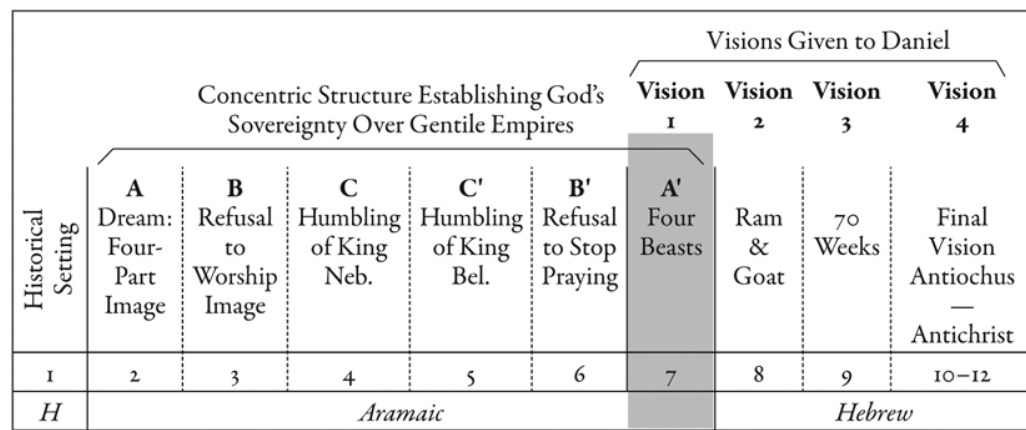 Visions Given to Daniel
Concentric Structure Establishing God's
Sovereignty Over Gentile Empires
Vision
1
Vision
2
Vision
3
Vision
4
Historical
Setting
A
Dream:
Four-
Part
Image
B
Refusal
to
Worship
Image
C
Humbling
of King
Neb.
C'
Humbling
of King
Bel.
B'
Refusal
to Stop
Praying
A'
Four
Beasts
Ram
&
Goat
70
Weeks
Final
Vision
Antiochus
—
Antichrist
1 2 3 4 5 6 7 8 9 10–12
H Aramaic Hebrew